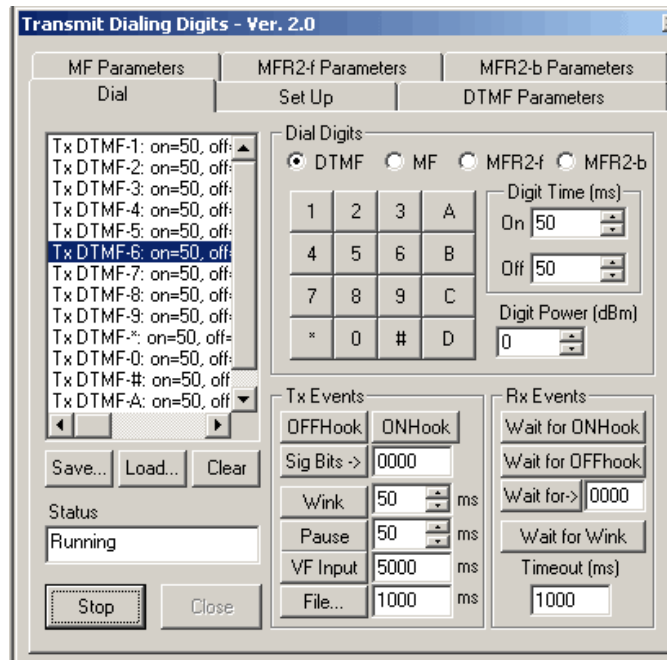 Transmit Dialing Digits - Ver. 2.0
MF Parameters
MFR2-f Parameters
MFR2-b Parameters
Dial
Set Up
DTMF Parameters
Tx DTMF-1: on=50, off=
Tx DTMF-2: on=50, off=
Tx DTMF-3: on=50, off=
Tx DTMF-4: on=50, off=
Tx DTMF-5: on=50, off=
Tx DTMF-6: on=50, off=
Tx DTMF-7: on=50, off=
Tx DTMF-8: on=50, off=
Tx DTMF-9: on=50, off=
Tx DTMF-*: on=50, off=
Tx DTMF-0: on=50, off=
Tx DTMF-#: on=50, off=
Tx DTMF-A: on=50, off=
Save...
Load...
Clear
Status
Running
Stop
Close
Dial Digits
DTMF
MF
MFR2-f
MFR2-b
1 2 3 A
4 5 6 B
7 8 9 C
* 0 # D
Digit Time (ms)
On 50
Off 50
Digit Power (dBm)
0
Tx Events
OFFHook
ONHook
Sig Bits -> 0000
Wink 50 ms
Pause 50 ms
VF Input 5000 ms
File... 1000 ms
Rx Events
Wait for ONHook
Wait for OFFhook
Wait for-> 0000
Wait for Wink
Timeout (ms)
1000